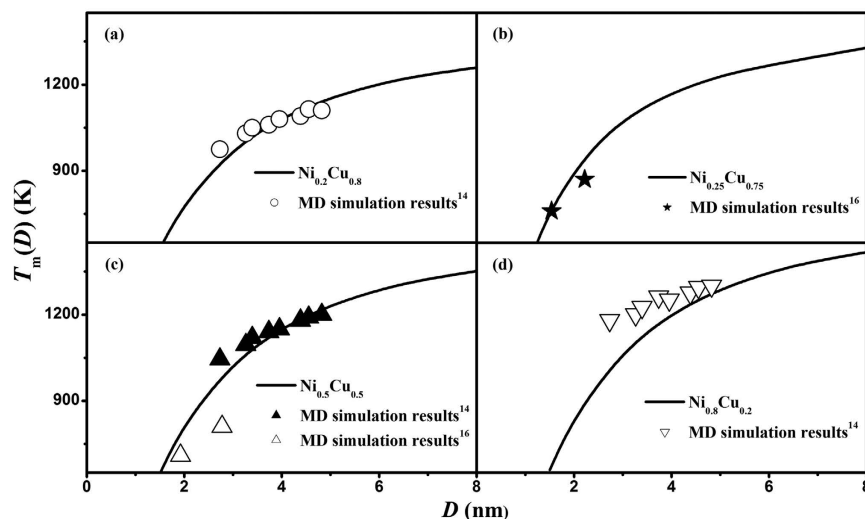 (a)
(b)
1200
900
Ni0.2Cu0.8
MD simulation results14
Ni0.25Cu0.75
MD simulation results16
Tm(D) (K)
(c)
(d)
1200
900
Ni0.5Cu0.5
MD simulation results14
MD simulation results16
Ni0.8Cu0.2
MD simulation results14
0 2 4 6 8 2 4 6 8
D (nm)